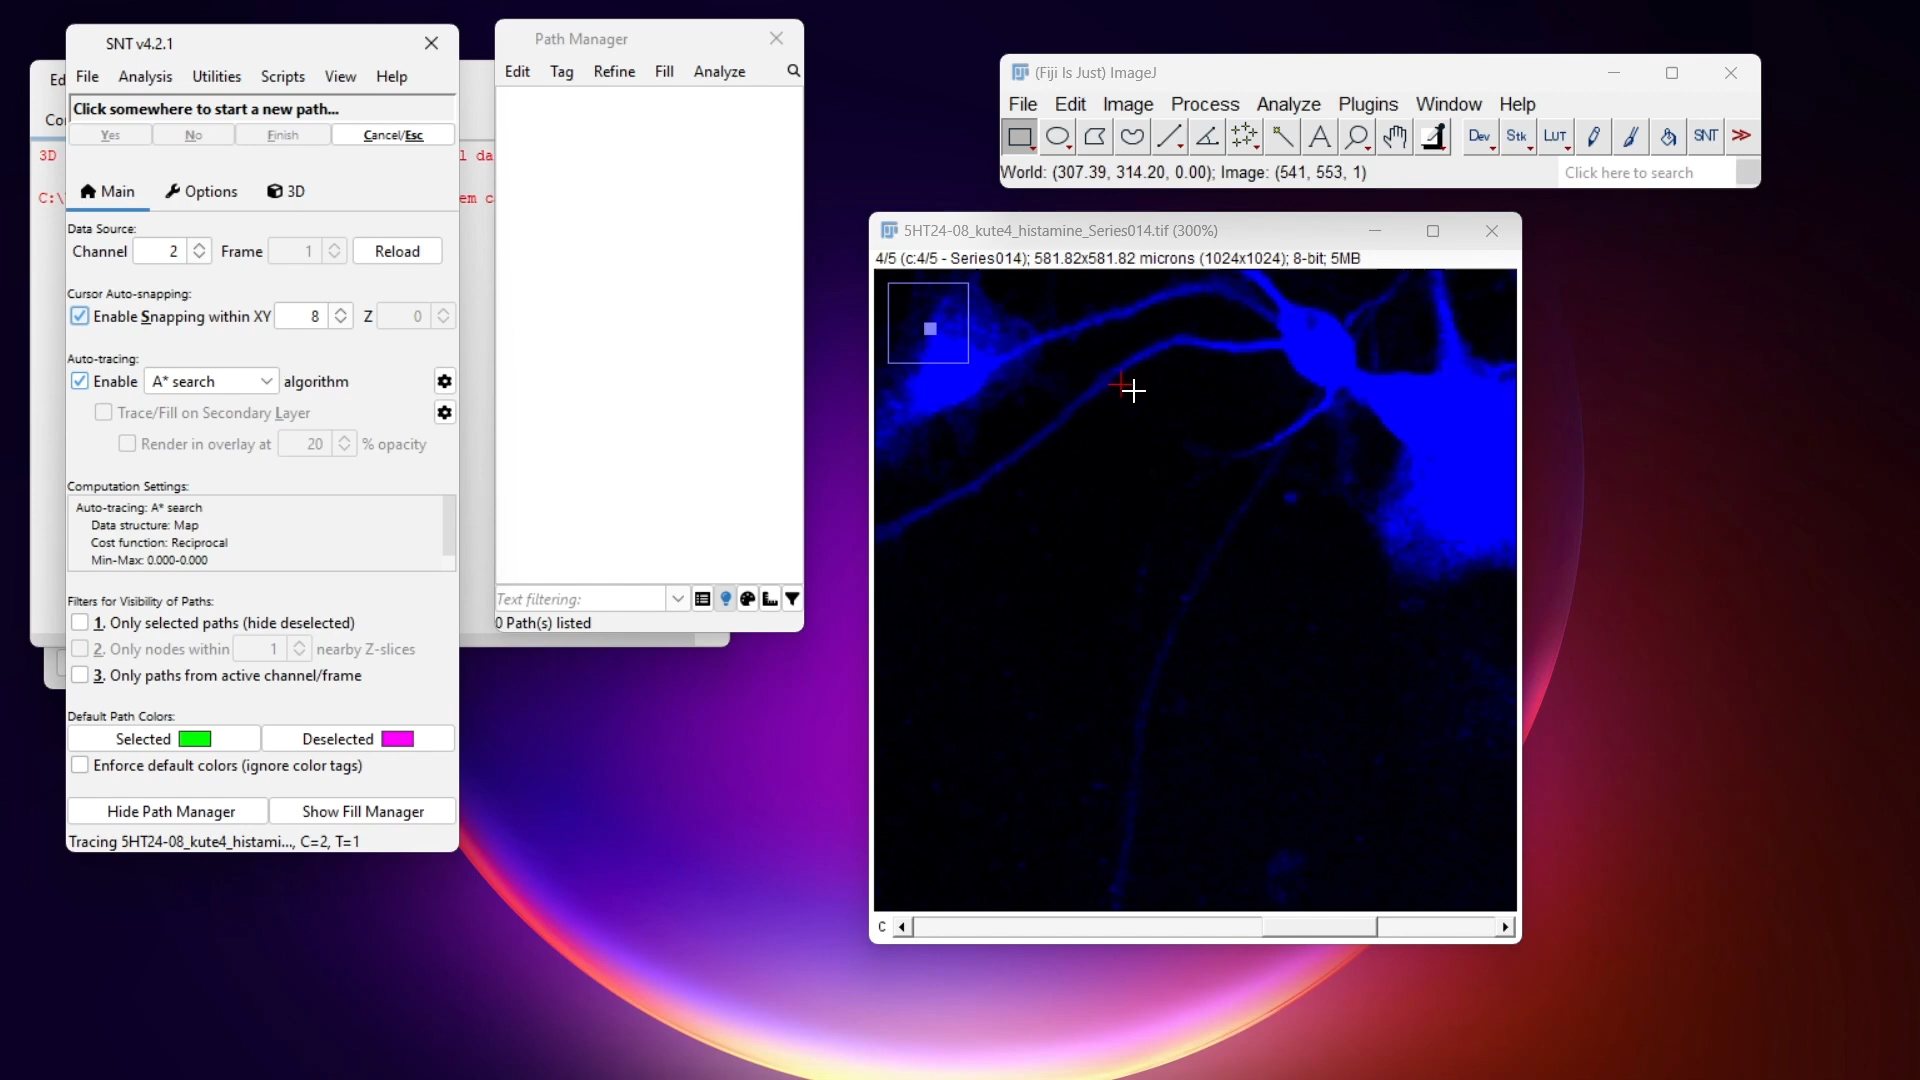 SNT v4.2.1
File Analysis Utilities Scripts View Help
Click somewhere to start a new path...
Yes No Finish Cancel/Esc
Main Options 3D
Data Source:
Channel 2 Frame 1 Reload
Cursor Auto-snapping:
Enable Snapping within XY 8 Z 0
Auto-tracing:
Enable A* search algorithm
Trace/Fill on Secondary Layer
Render in overlay at 20 % opacity
Computation Settings:
Auto-tracing: A* search
Data structure: Map
Cost function: Reciprocal
Min-Max: 0.000-0.000
Filters for Visibility of Paths:
1. Only selected paths (hide deselected)
2. Only nodes within 1 nearby Z-slices
3. Only paths from active channel/frame
Default Path Colors:
Selected Deselected
Enforce default colors (ignore color tags)
Hide Path Manager Show Fill Manager
Tracing 5HT24-08_kute4_histami..., C=2, T=1
3D
C:\
l da
em c
Path Manager
Edit Tag Refine Fill Analyze
Text filtering:
0 Path(s) listed
(Fiji Is Just) ImageJ
File Edit Image Process Analyze Plugins Window Help
Dev Stk LUT SNT
World: (307.39, 314.20, 0.00); Image: (541, 553, 1) Click here to search
5HT24-08_kute4_histamine_Series014.tif (300%)
4/5 (c:4/5 - Series014); 581.82x581.82 microns (1024x1024); 8-bit; 5MB
C